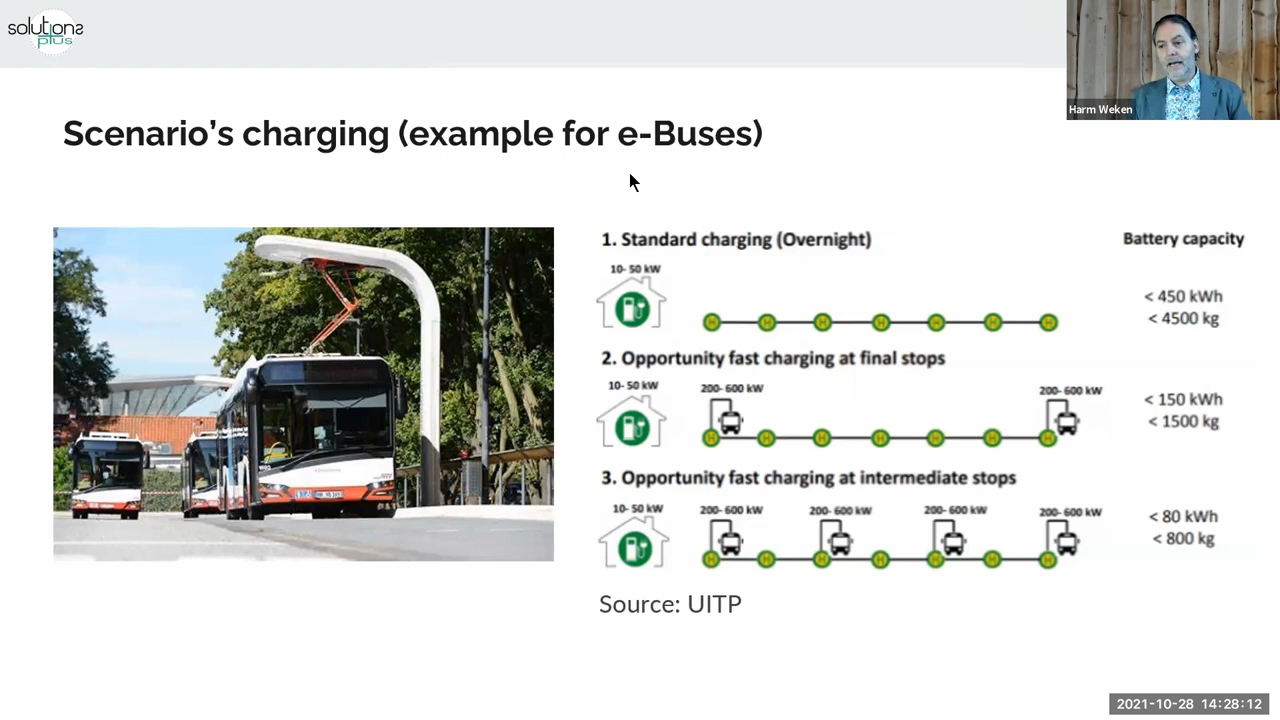 solutions
plus
Harm Weken
Scenario's charging (example for e-Buses)
1. Standard charging (Overnight)
Battery capacity
10- 50 kW
H H H H H H H
< 450 kWh
< 4500 kg
2. Opportunity fast charging at final stops
10- 50 kW
200- 600 kW
200- 600 kW
H H H H H H H
< 150 kWh
< 1500 kg
3. Opportunity fast charging at intermediate stops
10- 50 kW
200- 600 kW
200- 600 kW
200- 600 kW
200- 600 kW
H H H H H H H
< 80 kWh
< 800 kg
Source: UITP
2021-10-28 14:28:12